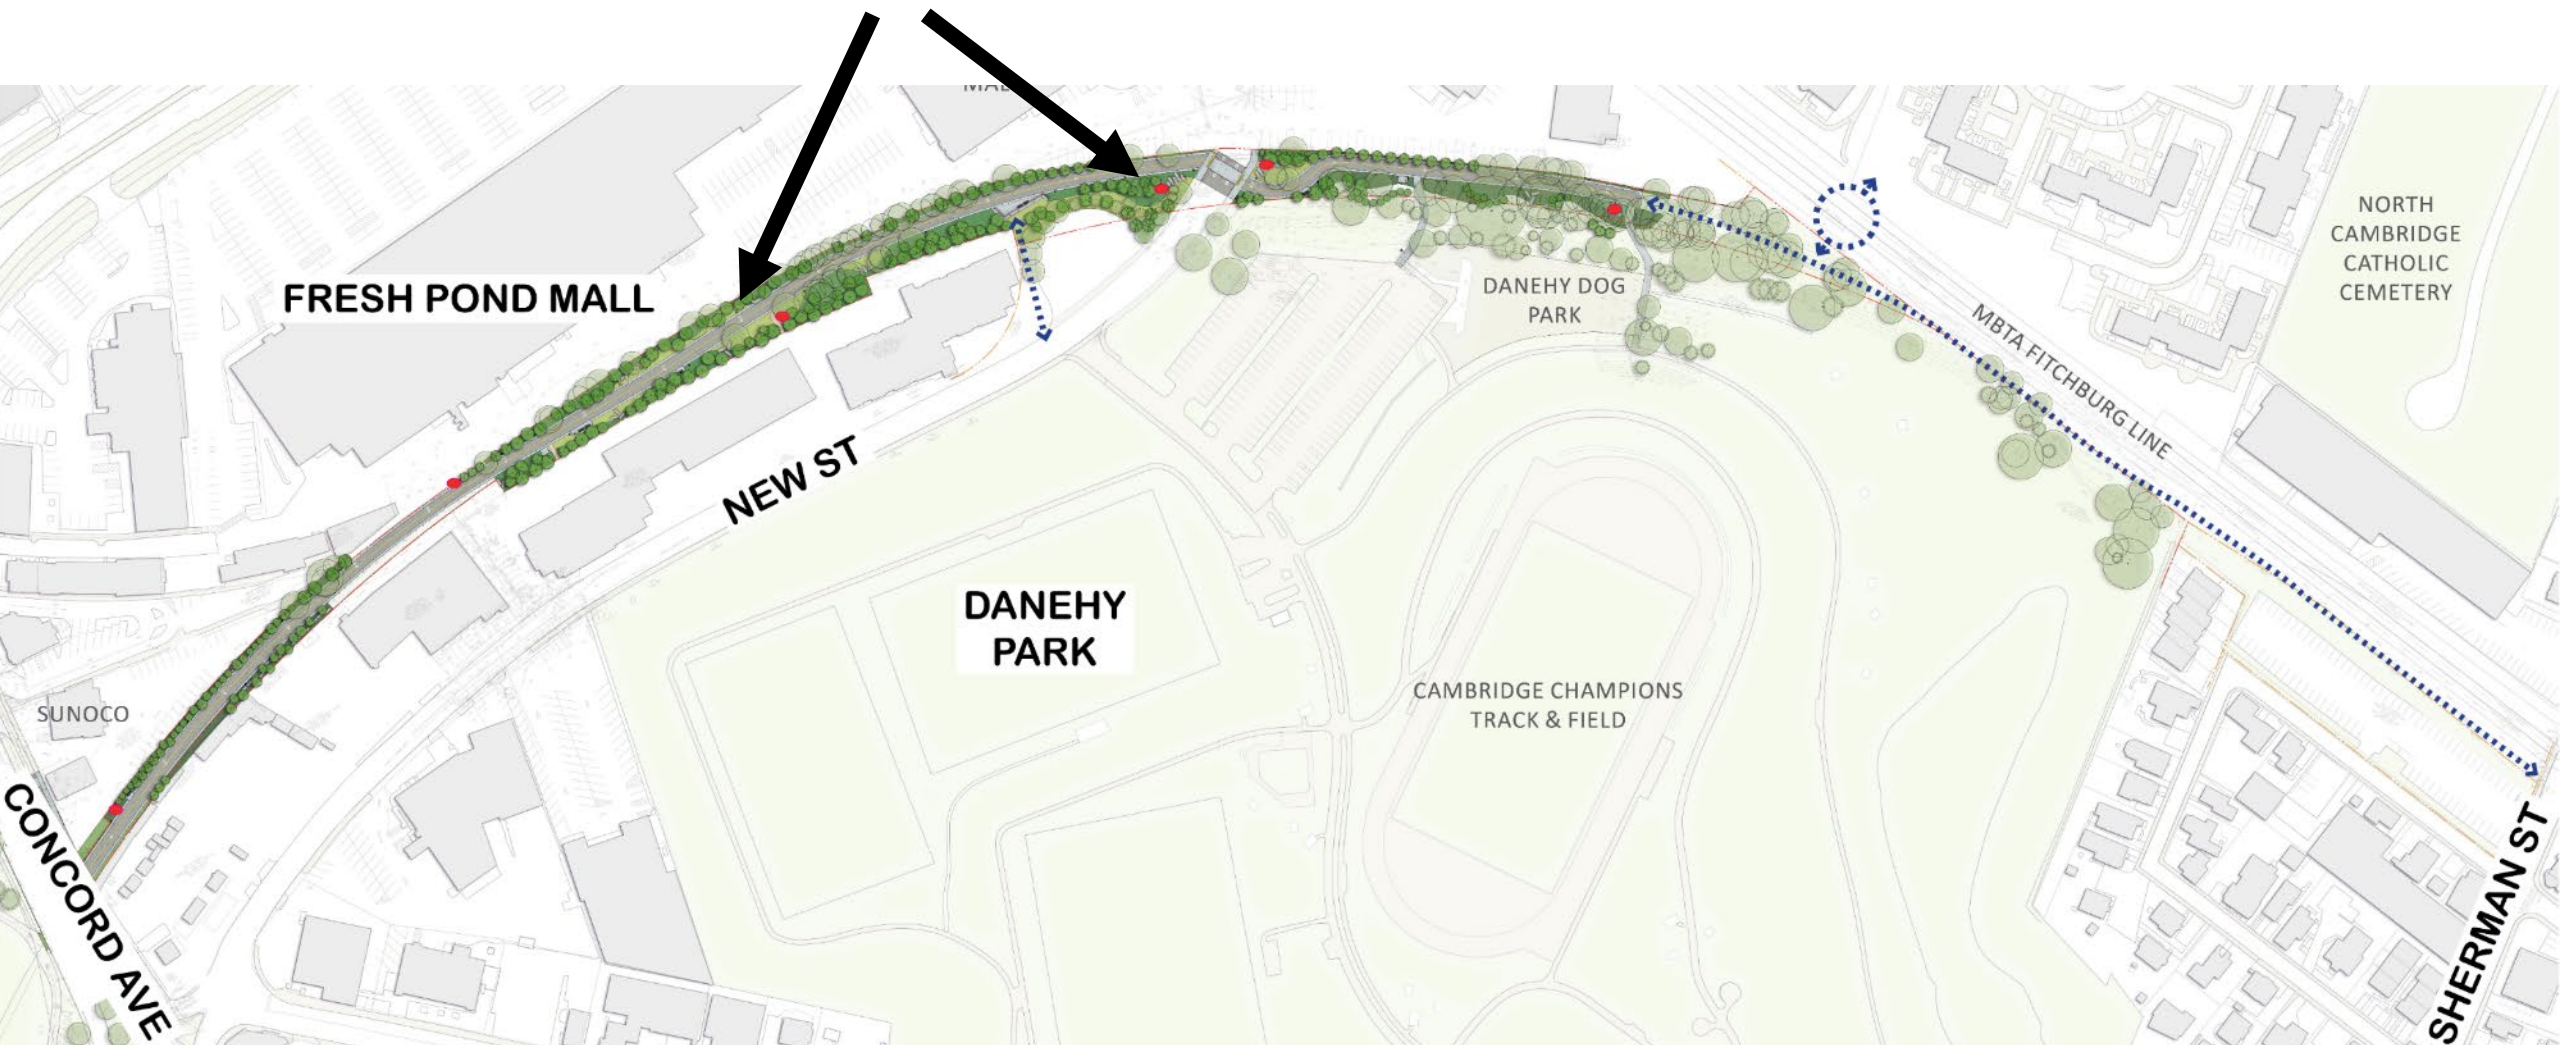 FRESH POND MALL
NORTH
CAMBRIDGE
CATHOLIC
CEMETERY
DANEHY DOG
PARK
MBTA FITCHBURG LINE
NEW ST
DANEHY
PARK
CAMBRIDGE CHAMPIONS
TRACK & FIELD
SUNOCO
CONCORD AVE
SHERMAN ST